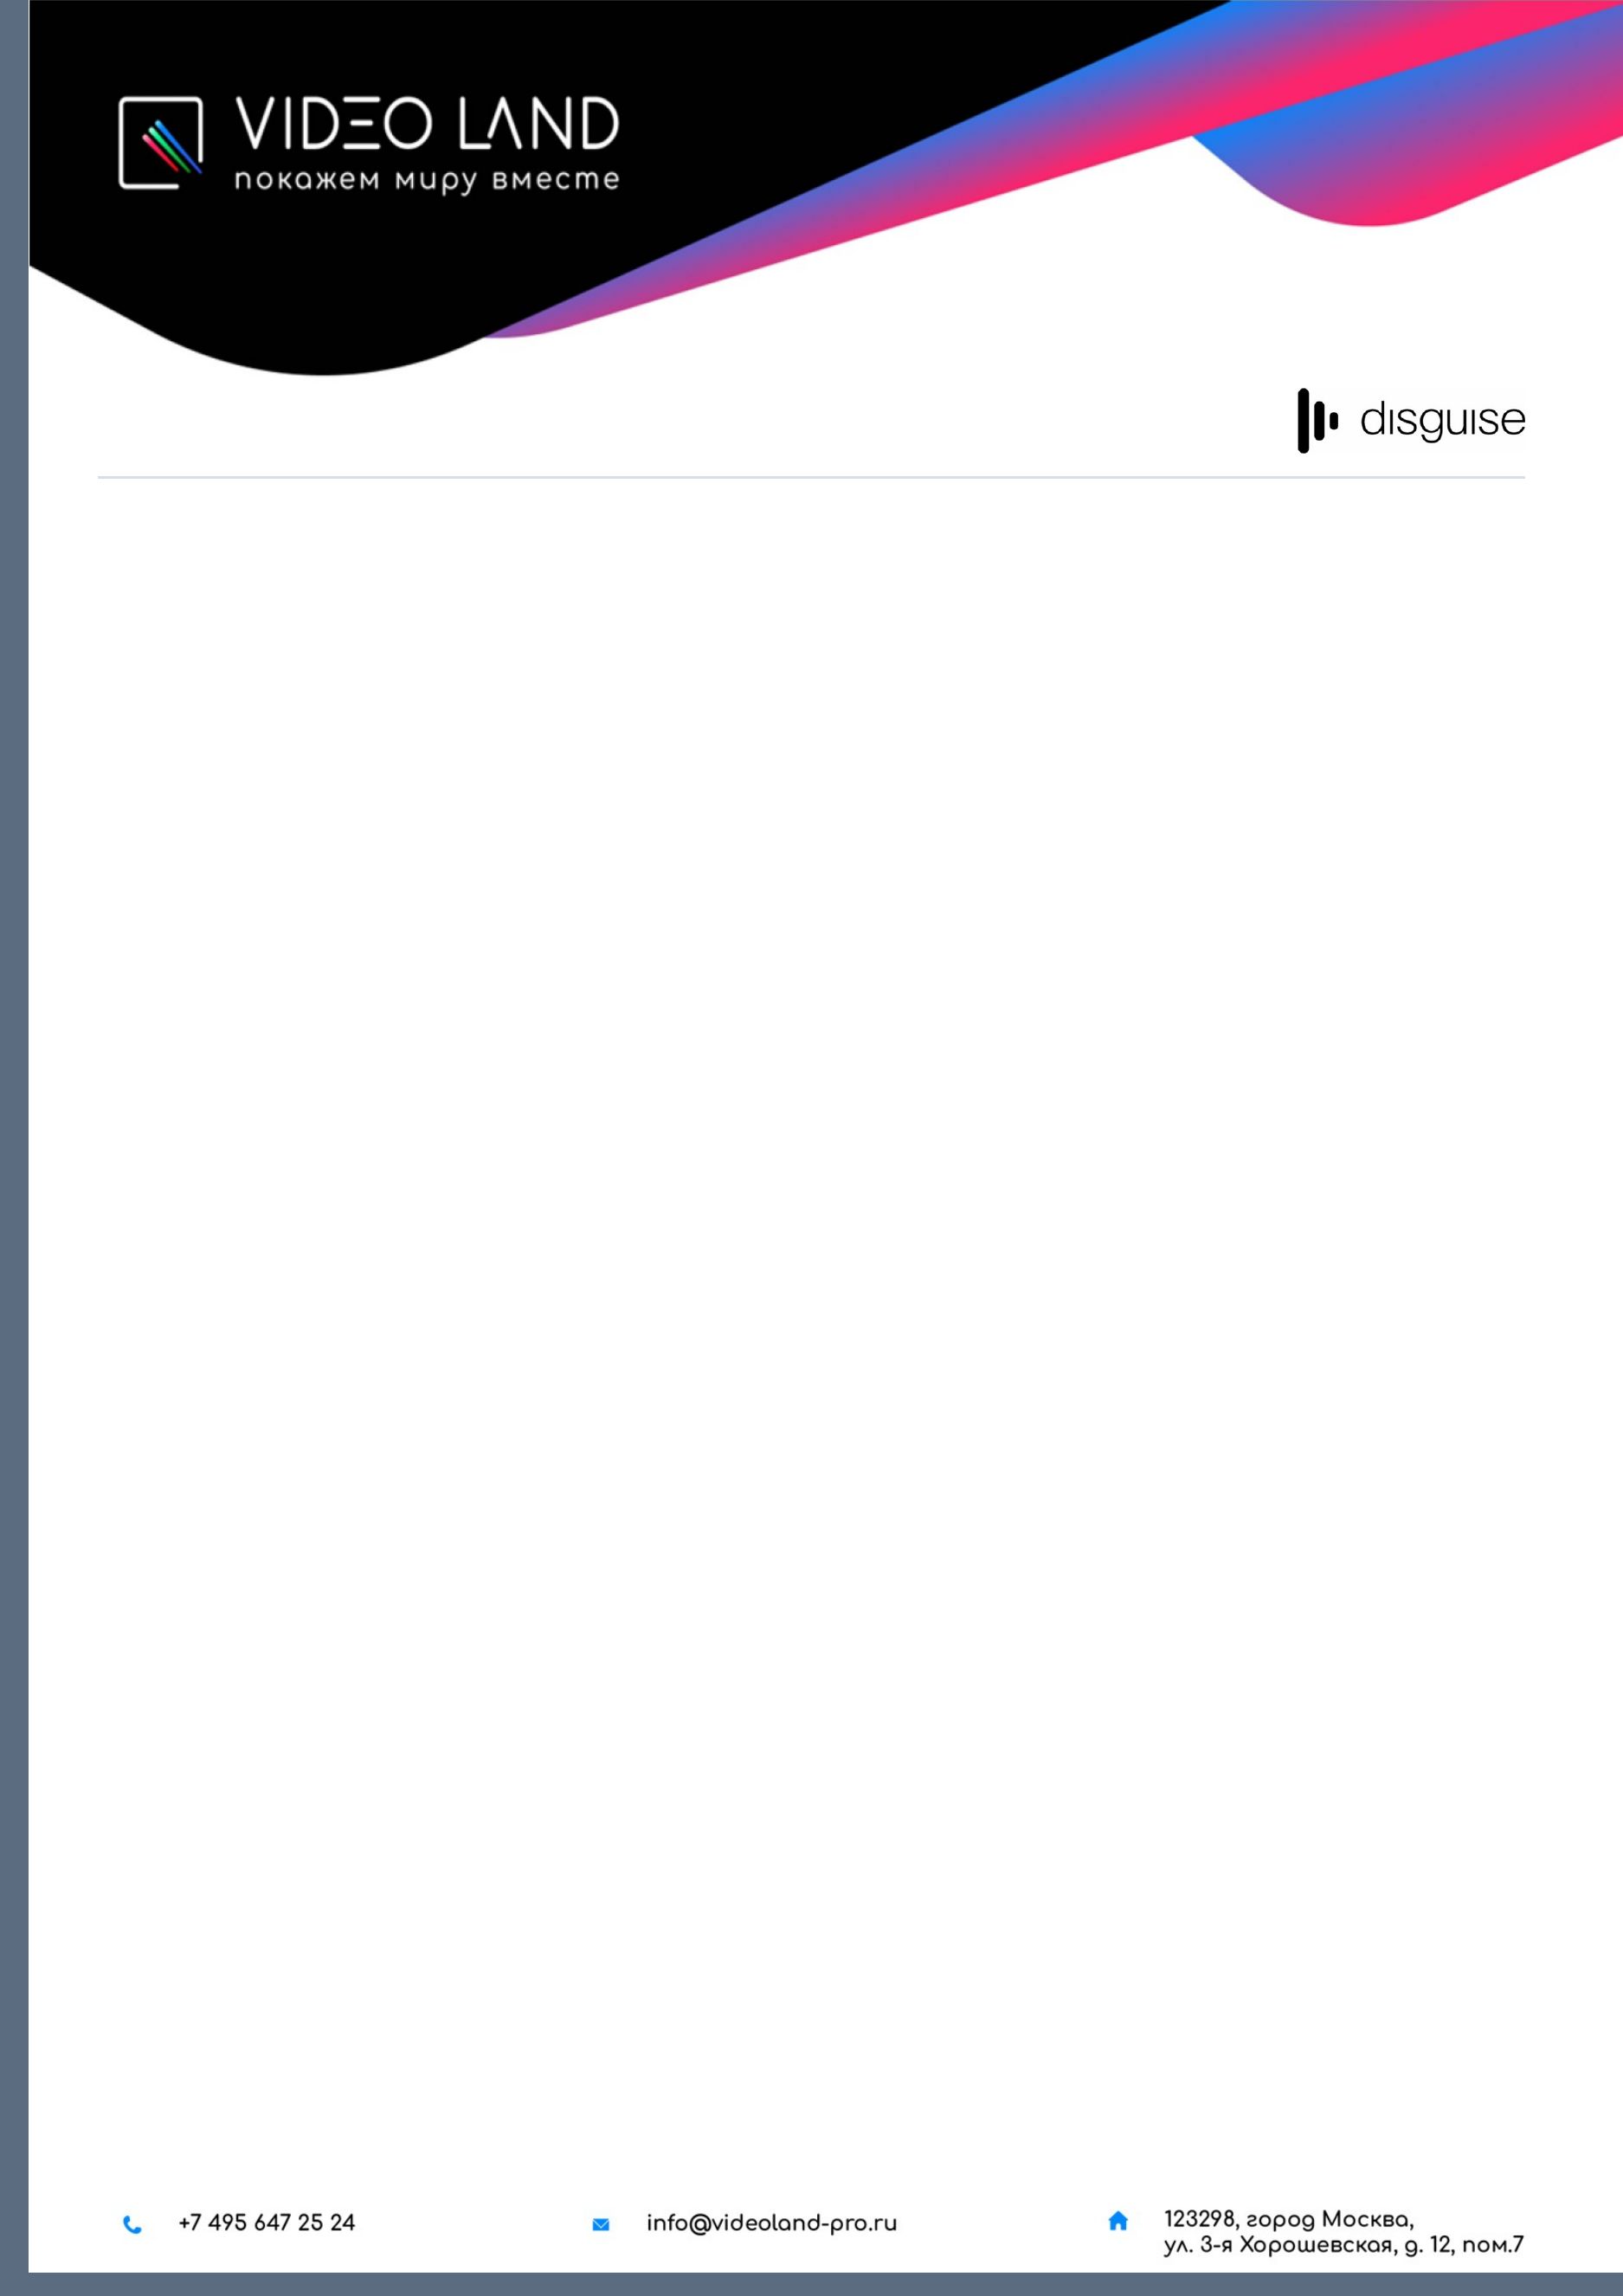 VIDEO LAND
покажем миру вместе
disguise
+7 495 647 25 24
info@videoland-pro.ru
123298, город Москва,
ул. 3-я Хорошевская, д. 12, пом.7